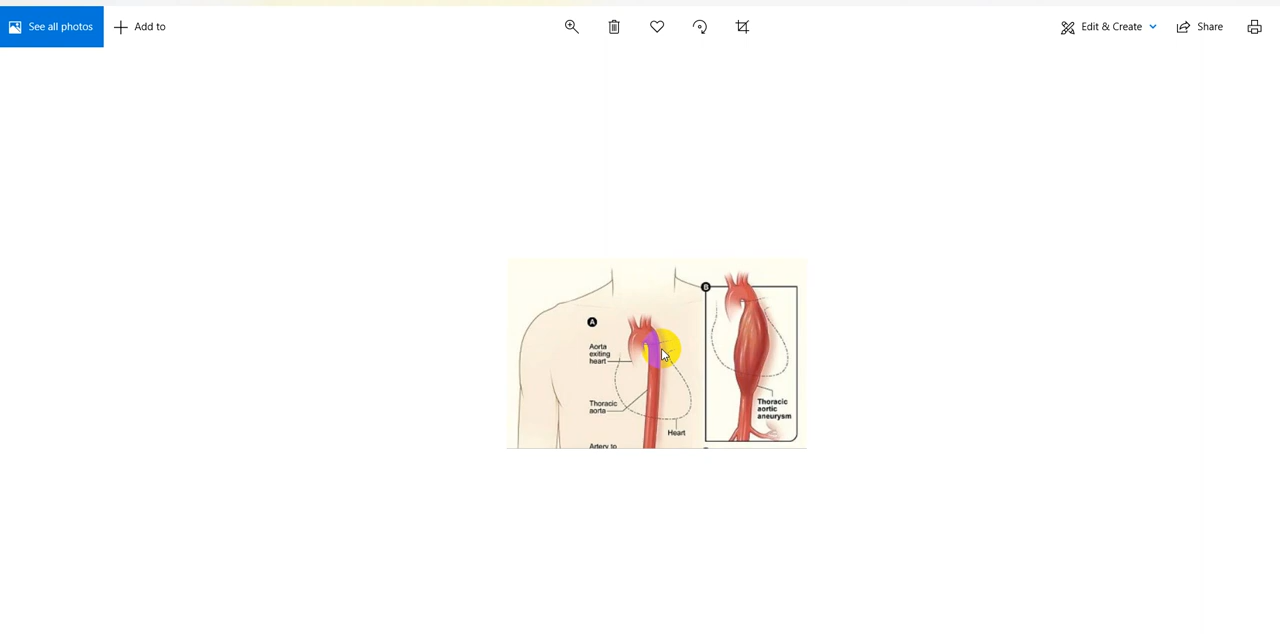 See all photos
Add to
Edit & Create
Share
A
Aorta
exiting
heart
Thoracic
aorta
Heart
Artery to
B
Thoracic
aortic
aneurysm